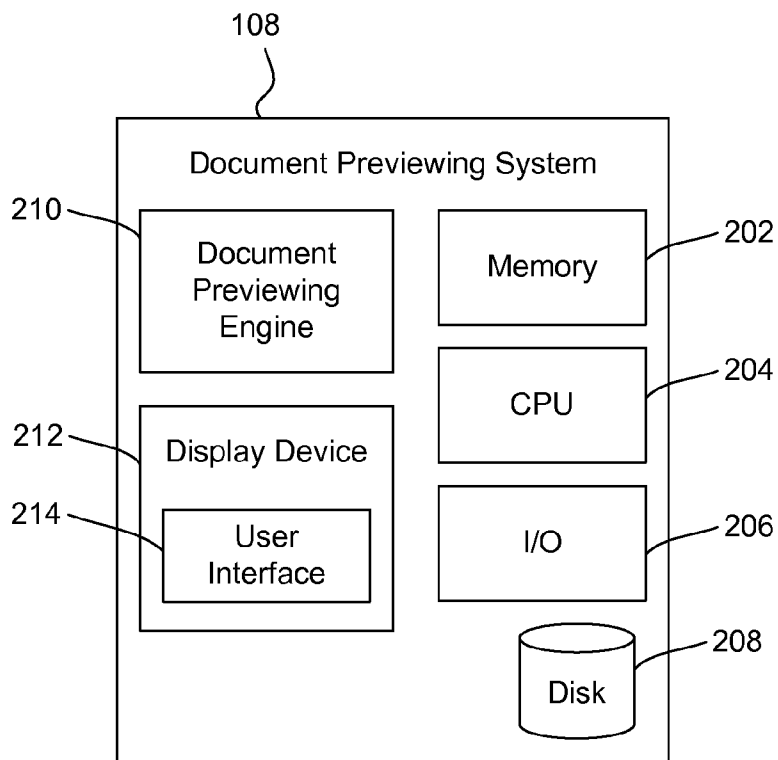 108
Document Previewing System
210
Document
Previewing
Engine
Memory
202
CPU
204
212
Display Device
214
User
Interface
I/O
206
Disk
208